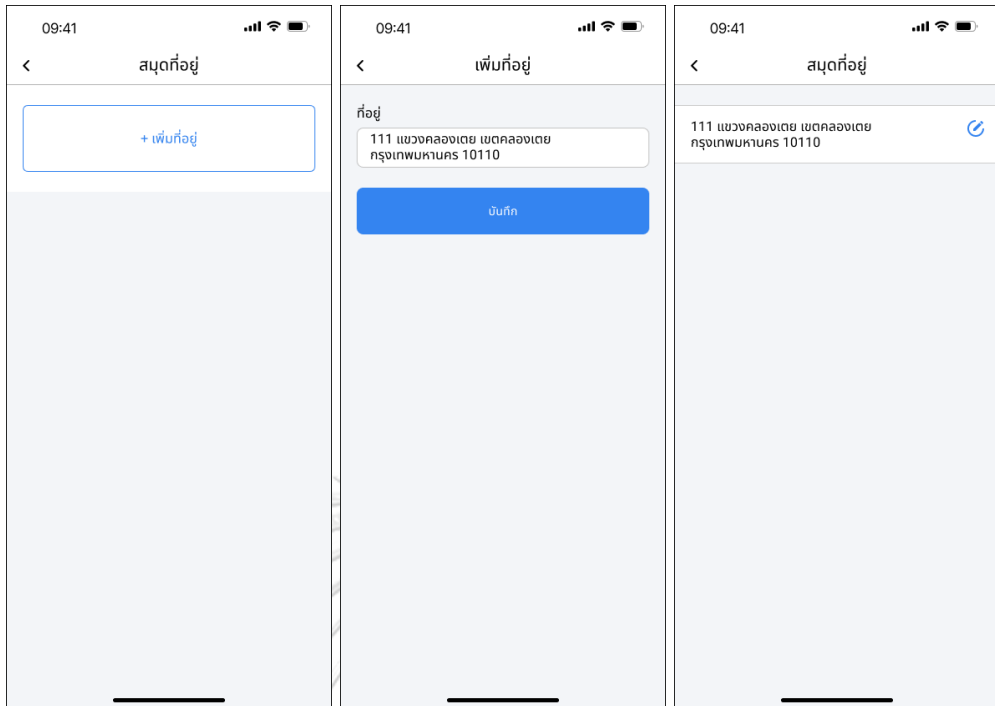 09:41
สมุดที่อยู่
+ เพิ่มที่อยู่
09:41
เพิ่มที่อยู่
ที่อยู่
111 แขวงคลองเตย เขตคลองเตย
กรุงเทพมหานคร 10110
บันทึก
09:41
สมุดที่อยู่
111 แขวงคลองเตย เขตคลองเตย
กรุงเทพมหานคร 10110